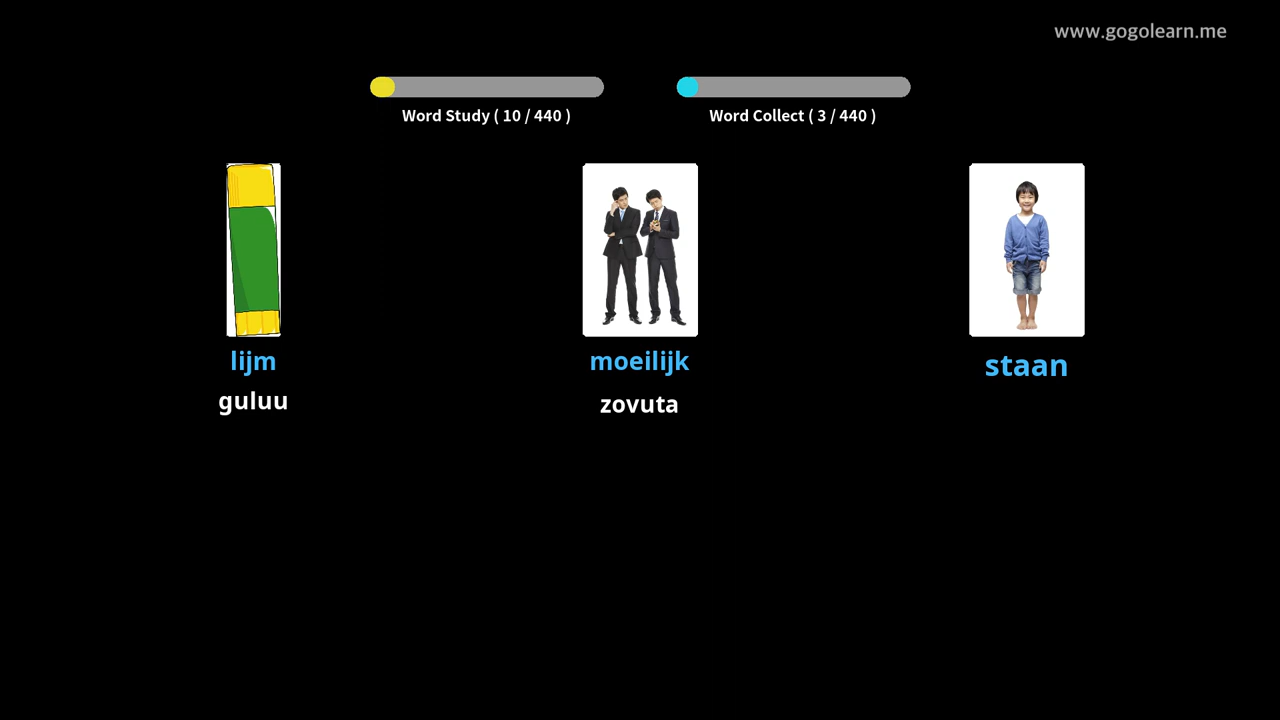 www.gogolearn.me
Word Study ( 10 / 440 )
Word Collect ( 3 / 440 )
lijm
guluu
moeilijk
zovuta
staan